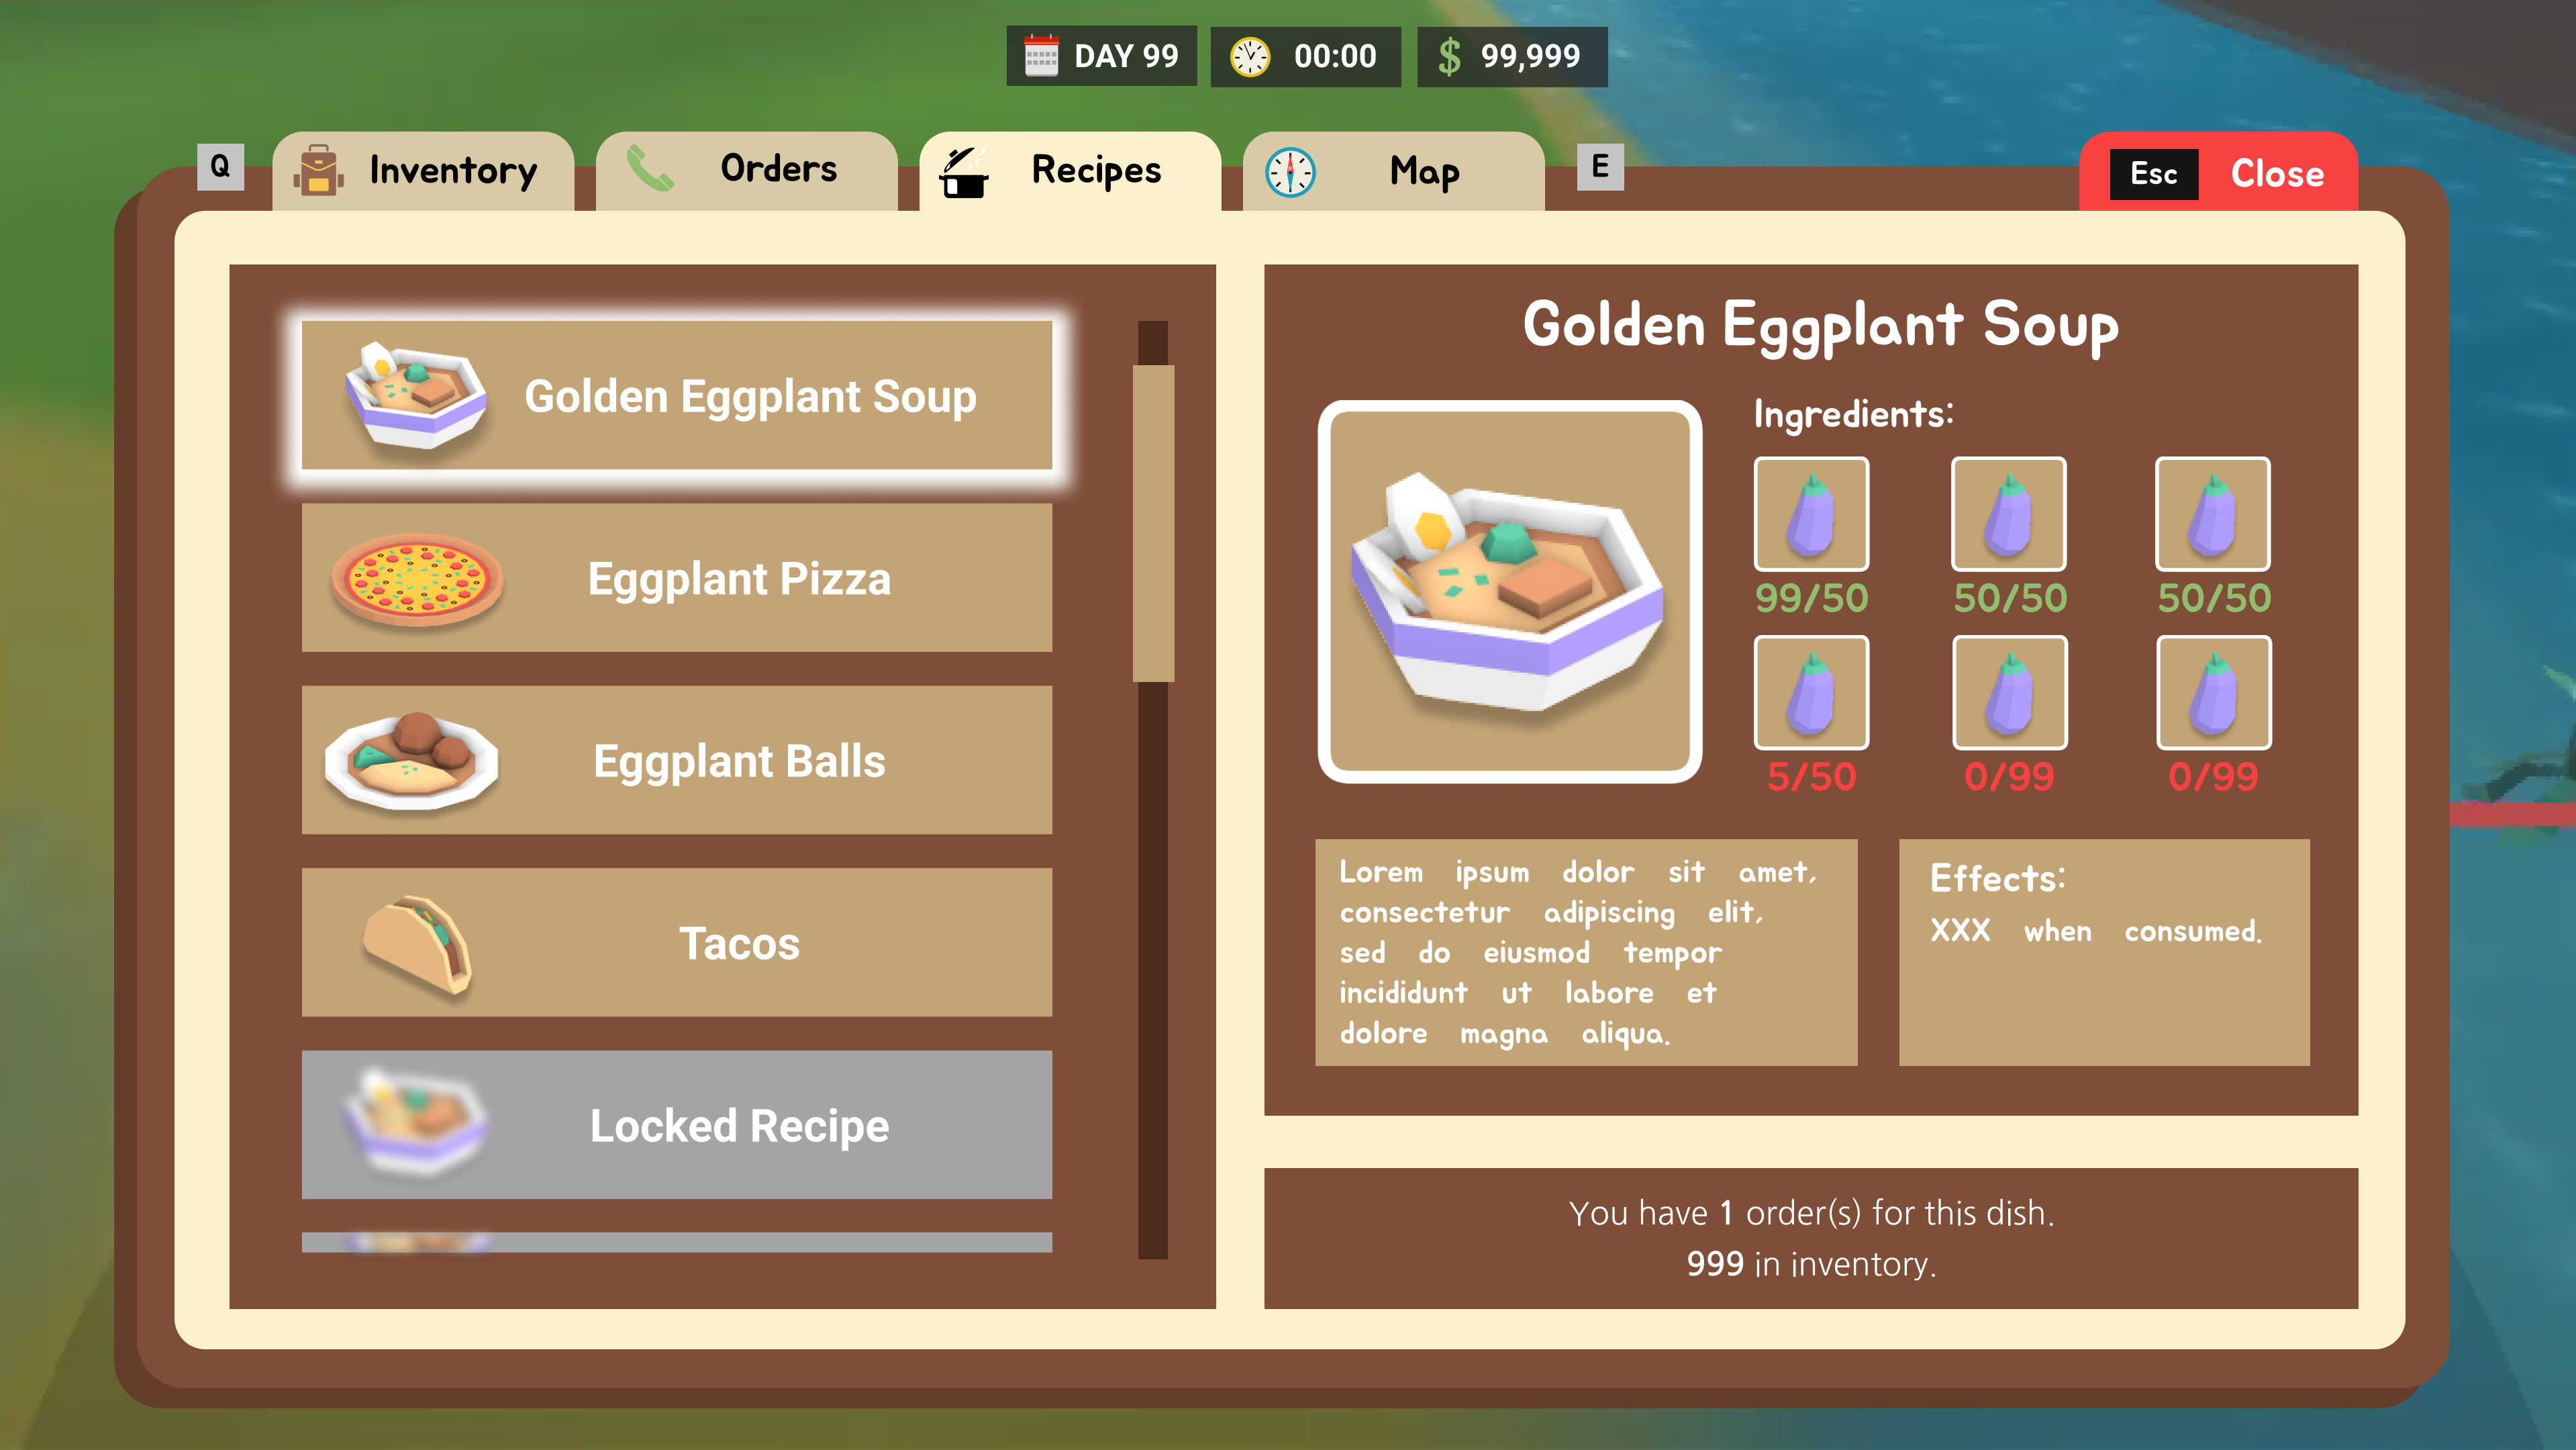 DAY 99
00:00
$ 99,999
Q
Inventory
Orders
Recipes
Map
E
Esc
Close
Golden Eggplant Soup
Eggplant Pizza
Eggplant Balls
Tacos
Locked Recipe
Golden Eggplant Soup
Ingredients:
99/50
50/50
50/50
5/50
0/99
0/99
Lorem ipsum dolor sit amet,
consectetur adipiscing elit,
sed do eiusmod tempor
incididunt ut labore et
dolore magna aliqua.
Effects:
XXX when consumed.
You have 1 order(s) for this dish.
999 in inventory.